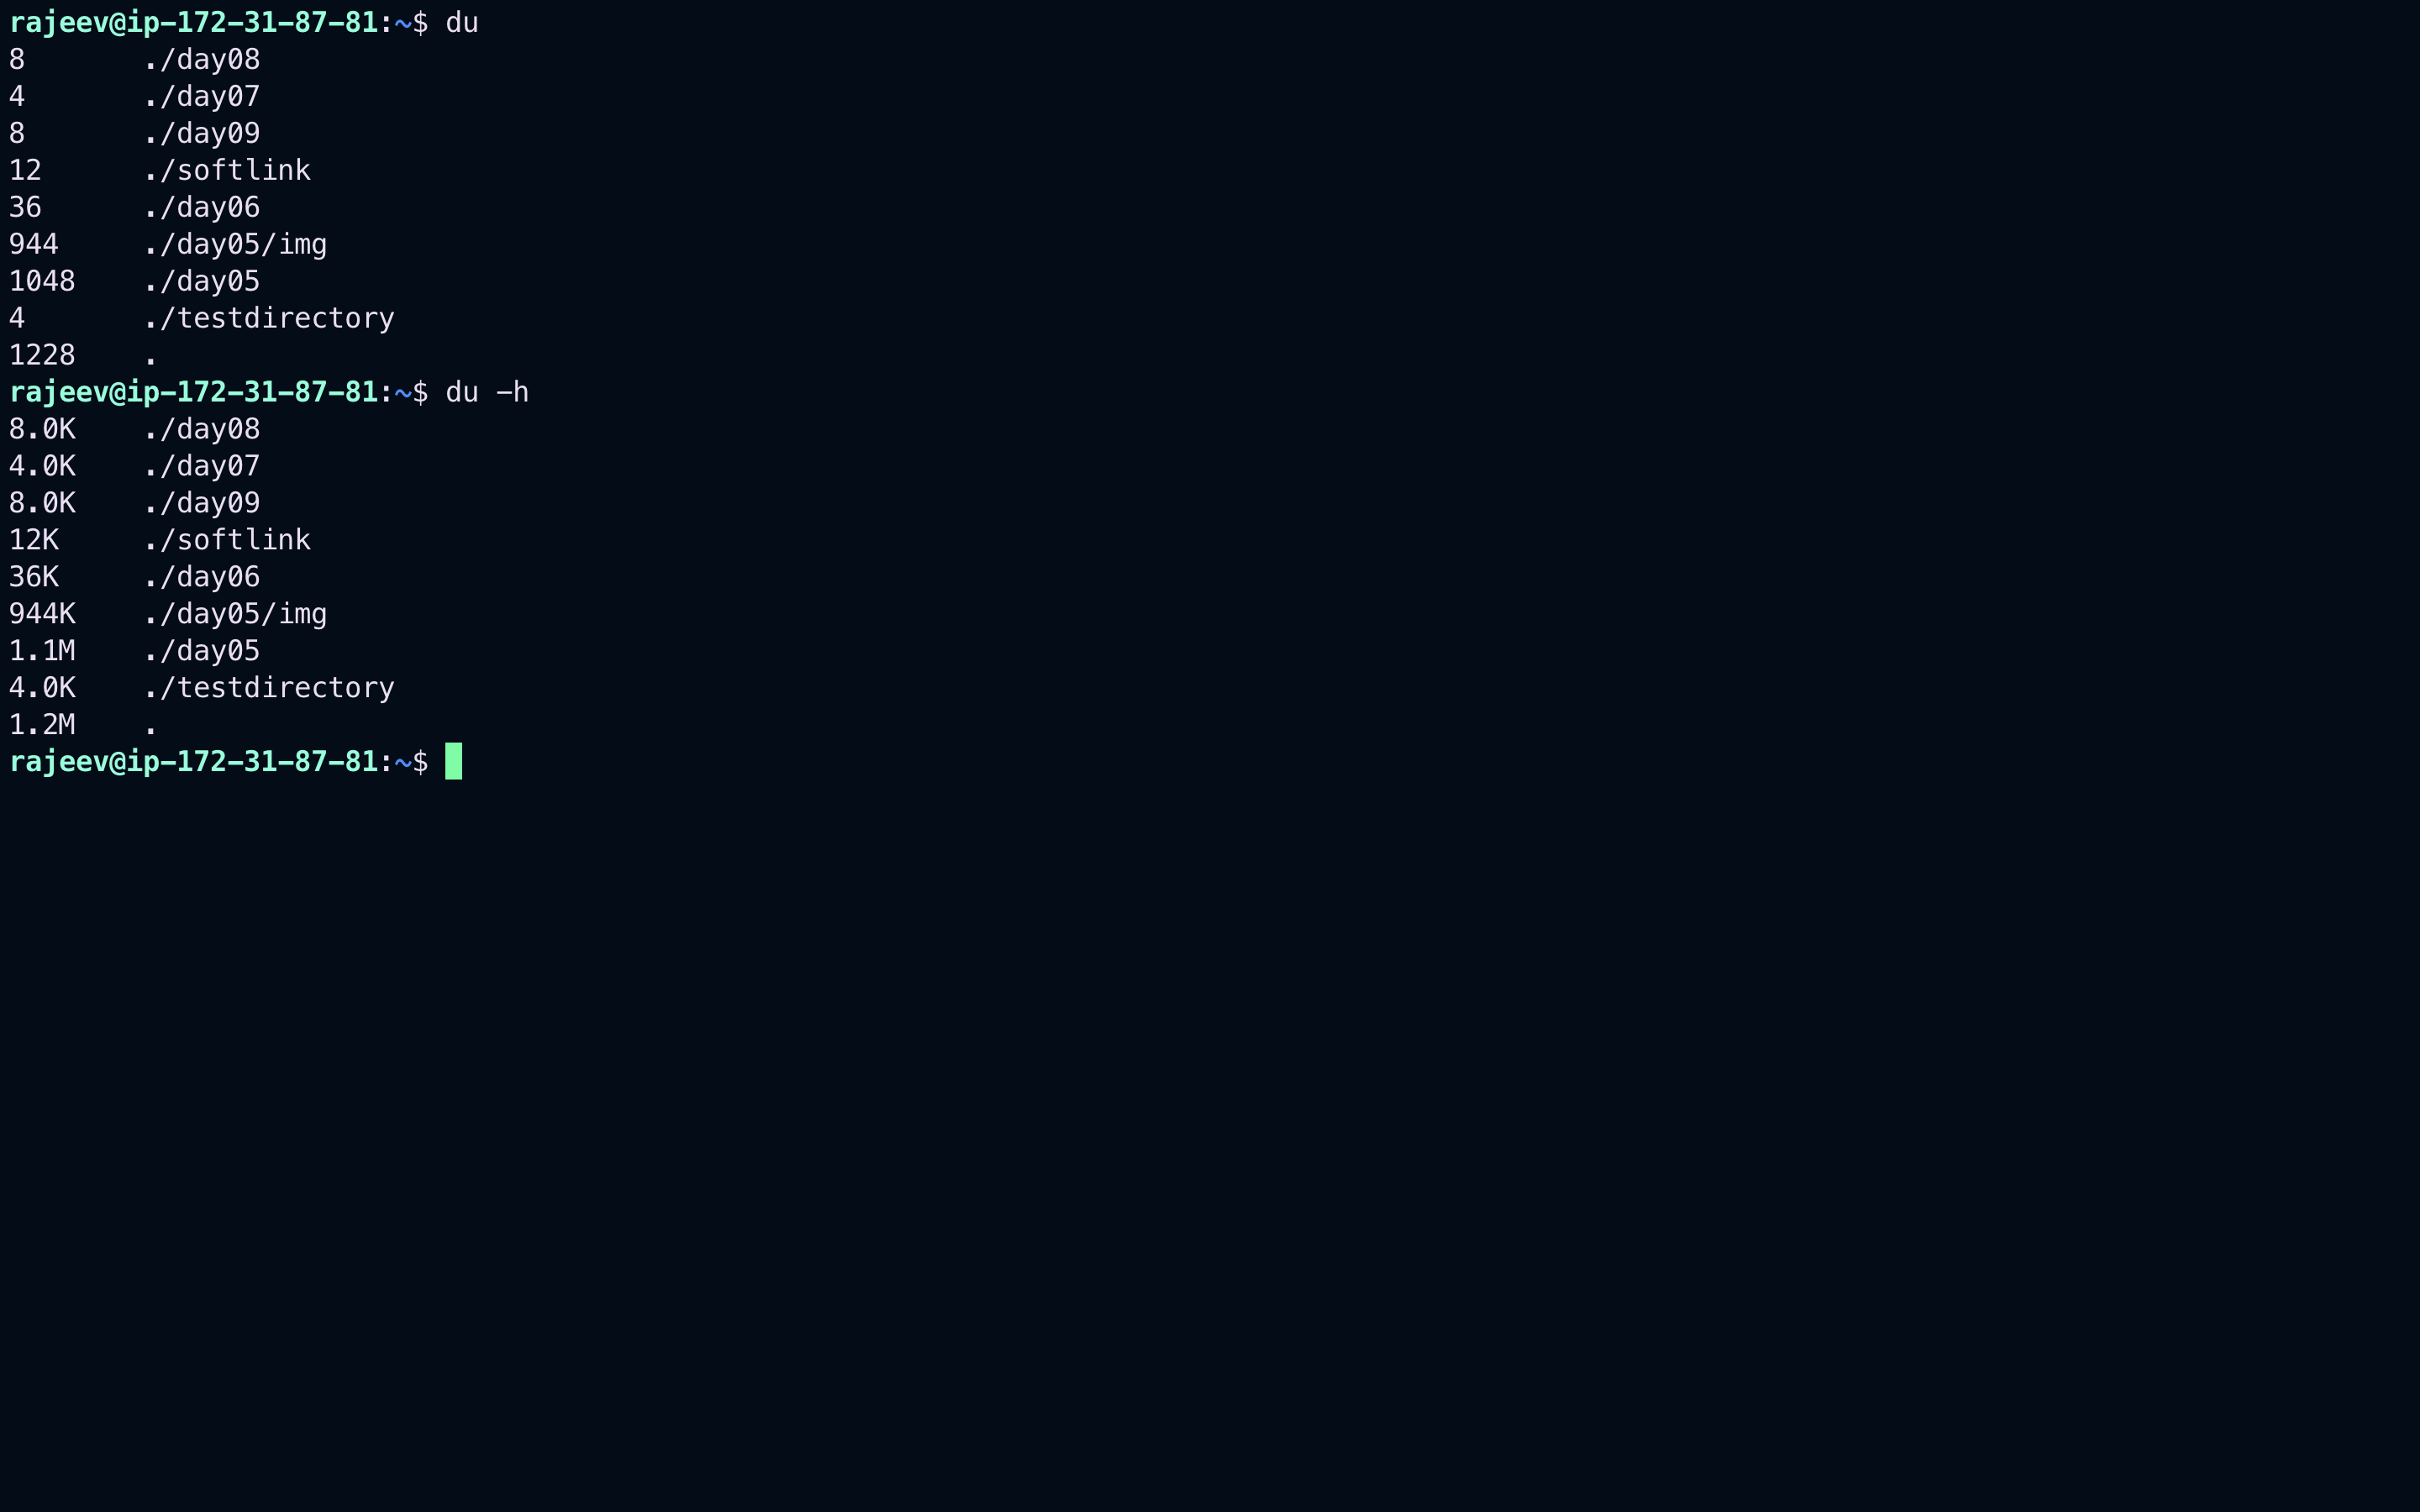 rajeev@ip-172-31-87-81:~$ du
8       ./day08
4       ./day07
8       ./day09
12      ./softlink
36      ./day06
944     ./day05/img
1048    ./day05
4       ./testdirectory
1228    .
rajeev@ip-172-31-87-81:~$ du -h
8.0K    ./day08
4.0K    ./day07
8.0K    ./day09
12K     ./softlink
36K     ./day06
944K    ./day05/img
1.1M    ./day05
4.0K    ./testdirectory
1.2M    .
rajeev@ip-172-31-87-81:~$